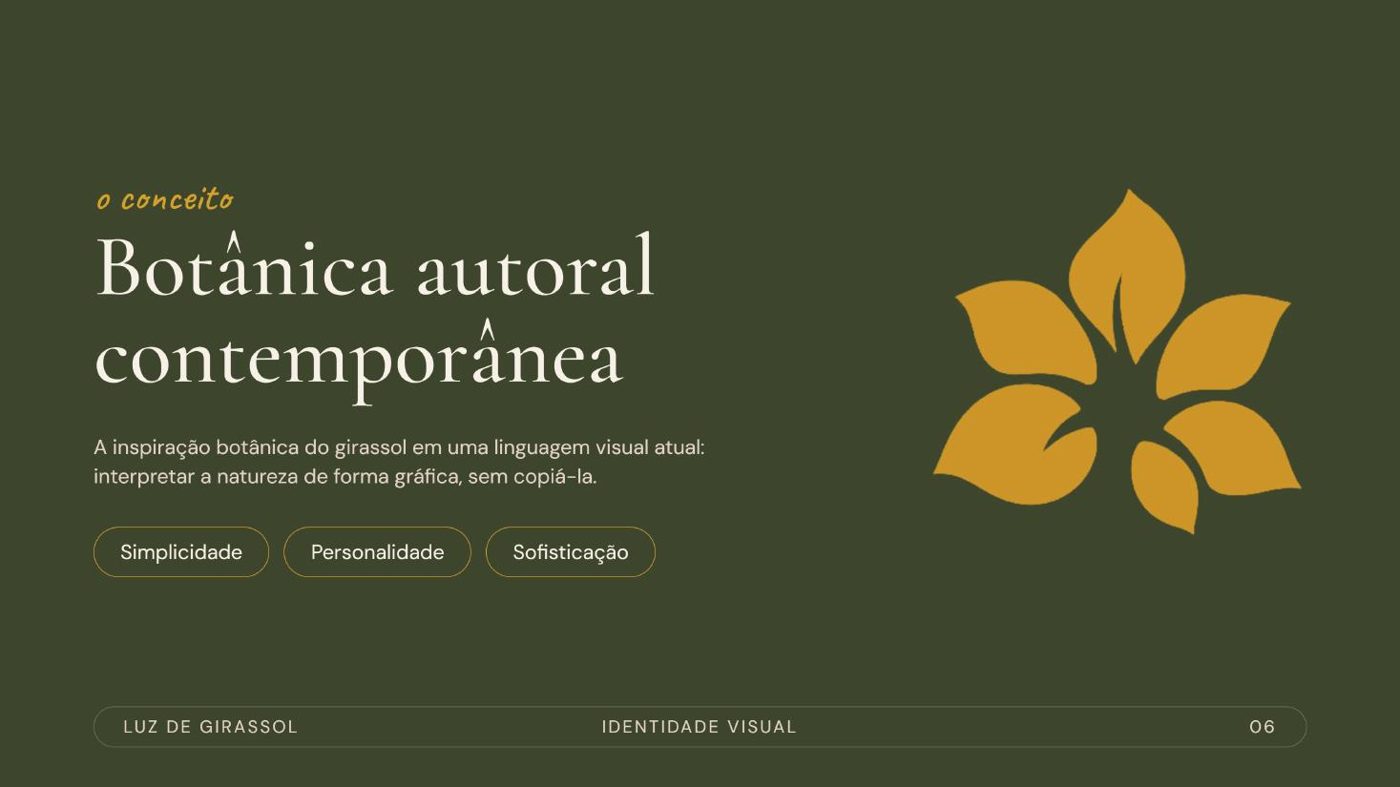 o conceito
Botânica autoral
contemporânea
A inspiração botânica do girassol em uma linguagem visual atual:
interpretar a natureza de forma gráfica, sem copiá-la.
Simplicidade Personalidade Sofisticação
LUZ DE GIRASSOL IDENTIDADE VISUAL 06